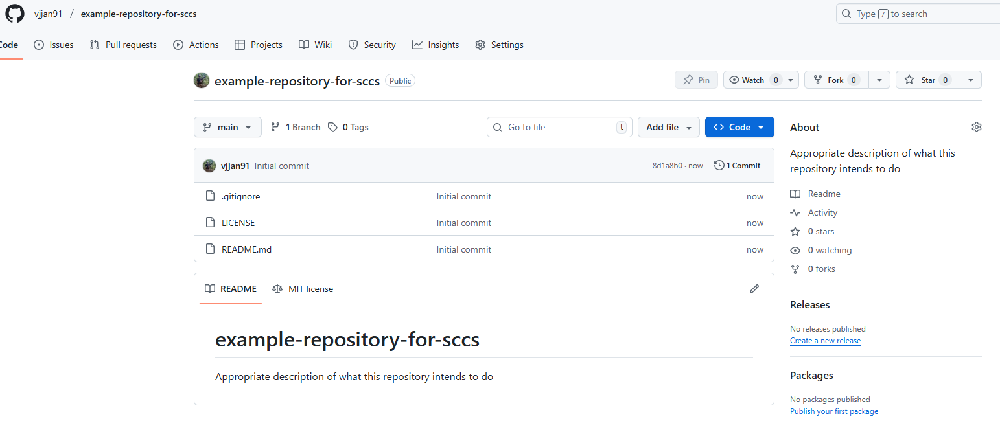 vjjan91 / example-repository-for-sccs
Type / to search
Code Issues Pull requests Actions Projects Wiki Security Insights Settings
example-repository-for-sccs Public
Pin Watch 0 Fork 0 Star 0
main 1 Branch 0 Tags Go to file t Add file <> Code
vjjan91 Initial commit 8d1a8b0 · now 1 Commit
.gitignore Initial commit now
LICENSE Initial commit now
README.md Initial commit now
README MIT license
example-repository-for-sccs
Appropriate description of what this repository intends to do
About
Appropriate description of what this
repository intends to do
Readme
Activity
0 stars
0 watching
0 forks
Releases
No releases published
Create a new release
Packages
No packages published
Publish your first package